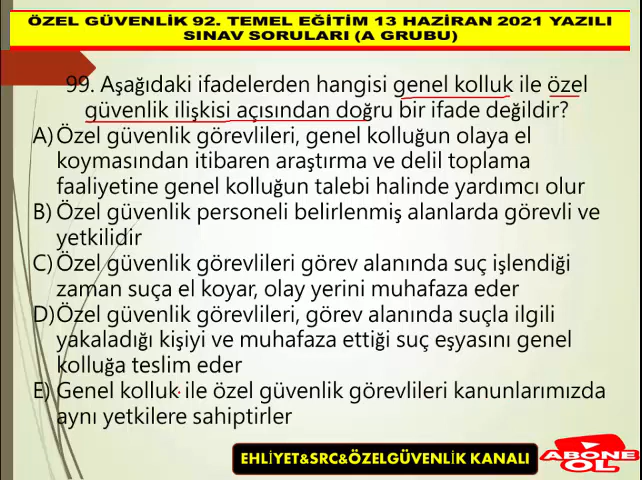 ÖZEL GÜVENLİK 92. TEMEL EĞİTİM 13 HAZİRAN 2021 YAZILI
SINAV SORULARI (A GRUBU)
99. Aşağıdaki ifadelerden hangisi genel kolluk ile özel
güvenlik ilişkisi açısından doğru bir ifade değildir?
A) Özel güvenlik görevlileri, genel kolluğun olaya el
koymasından itibaren araştırma ve delil toplama
faaliyetine genel kolluğun talebi halinde yardımcı olur
B) Özel güvenlik personeli belirlenmiş alanlarda görevli ve
yetkilidir
C) Özel güvenlik görevlileri görev alanında suç işlendiği
zaman suça el koyar, olay yerini muhafaza eder
D) Özel güvenlik görevlileri, görev alanında suçla ilgili
yakaladığı kişiyi ve muhafaza ettiği suç eşyasını genel
kolluğa teslim eder
E) Genel kolluk ile özel güvenlik görevlileri kanunlarımızda
aynı yetkilere sahiptirler
EHLİYET&SRC&ÖZELGÜVENLİK KANALI
ABONE
OL